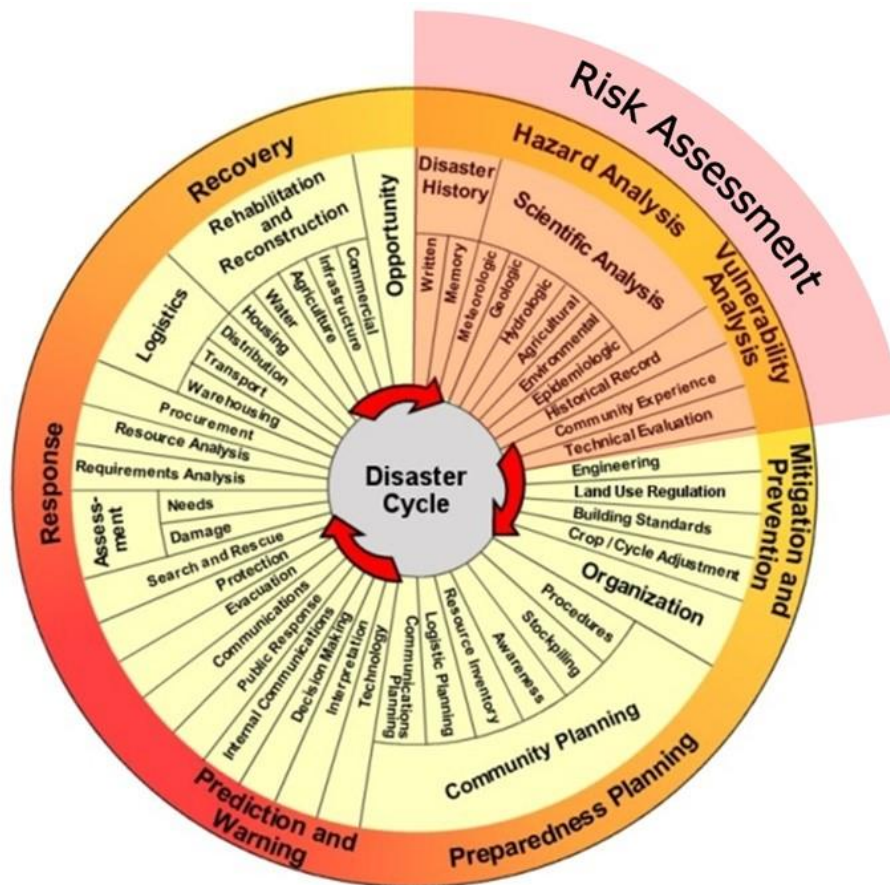 Risk Assessment
Hazard Analysis
Disaster
History
Written
Memory
Scientific Analysis
Meteorologic
Geologic
Hydrologic
Agricultural
Environmental
Epidemiologic
Vulnerability
Analysis
Historical Record
Community Experience
Technical Evaluation
Mitigation and
Prevention
Engineering
Land Use Regulation
Building Standards
Crop / Cycle Adjustment
Preparedness Planning
Organization
Community Planning
Procedures
Stockpiling
Awareness
Resource Inventory
Logistic Planning
Communications
Planning
Prediction and
Warning
Technology
Interpretation
Decision Making
Internal Communications
Public Response
Response
Communications
Evacuation
Protection
Search and Rescue
Assess-
ment
Damage
Needs
Requirements Analysis
Resource Analysis
Procurement
Logistics
Warehousing
Transport
Distribution
Recovery
Rehabilitation
and
Reconstruction
Housing
Water
Agriculture
Infrastructure
Commercial
Opportunity
Disaster
Cycle